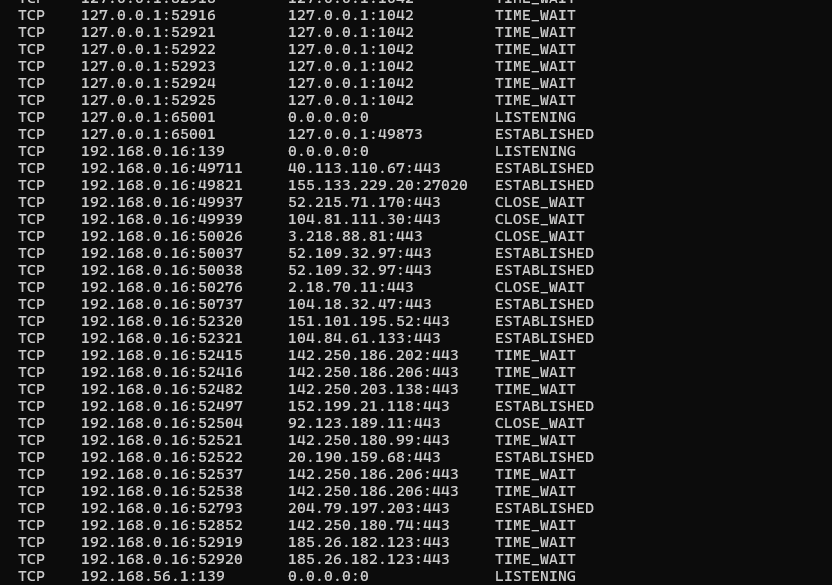 TCP 127.0.0.1:52916 127.0.0.1:1042 TIME_WAIT
TCP 127.0.0.1:52921 127.0.0.1:1042 TIME_WAIT
TCP 127.0.0.1:52922 127.0.0.1:1042 TIME_WAIT
TCP 127.0.0.1:52923 127.0.0.1:1042 TIME_WAIT
TCP 127.0.0.1:52924 127.0.0.1:1042 TIME_WAIT
TCP 127.0.0.1:52925 127.0.0.1:1042 TIME_WAIT
TCP 127.0.0.1:65001 0.0.0.0:0 LISTENING
TCP 127.0.0.1:65001 127.0.0.1:49873 ESTABLISHED
TCP 192.168.0.16:139 0.0.0.0:0 LISTENING
TCP 192.168.0.16:49711 40.113.110.67:443 ESTABLISHED
TCP 192.168.0.16:49821 155.133.229.20:27020 ESTABLISHED
TCP 192.168.0.16:49937 52.215.71.170:443 CLOSE_WAIT
TCP 192.168.0.16:49939 104.81.111.30:443 CLOSE_WAIT
TCP 192.168.0.16:50026 3.218.88.81:443 CLOSE_WAIT
TCP 192.168.0.16:50037 52.109.32.97:443 ESTABLISHED
TCP 192.168.0.16:50038 52.109.32.97:443 ESTABLISHED
TCP 192.168.0.16:50276 2.18.70.11:443 CLOSE_WAIT
TCP 192.168.0.16:50737 104.18.32.47:443 ESTABLISHED
TCP 192.168.0.16:52320 151.101.195.52:443 ESTABLISHED
TCP 192.168.0.16:52321 104.84.61.133:443 ESTABLISHED
TCP 192.168.0.16:52415 142.250.186.202:443 TIME_WAIT
TCP 192.168.0.16:52416 142.250.186.206:443 TIME_WAIT
TCP 192.168.0.16:52482 142.250.203.138:443 TIME_WAIT
TCP 192.168.0.16:52497 152.199.21.118:443 ESTABLISHED
TCP 192.168.0.16:52504 92.123.189.11:443 CLOSE_WAIT
TCP 192.168.0.16:52521 142.250.180.99:443 TIME_WAIT
TCP 192.168.0.16:52522 20.190.159.68:443 ESTABLISHED
TCP 192.168.0.16:52537 142.250.186.206:443 TIME_WAIT
TCP 192.168.0.16:52538 142.250.186.206:443 TIME_WAIT
TCP 192.168.0.16:52793 204.79.197.203:443 ESTABLISHED
TCP 192.168.0.16:52852 142.250.180.74:443 TIME_WAIT
TCP 192.168.0.16:52919 185.26.182.123:443 TIME_WAIT
TCP 192.168.0.16:52920 185.26.182.123:443 TIME_WAIT
TCP 192.168.56.1:139 0.0.0.0:0 LISTENING